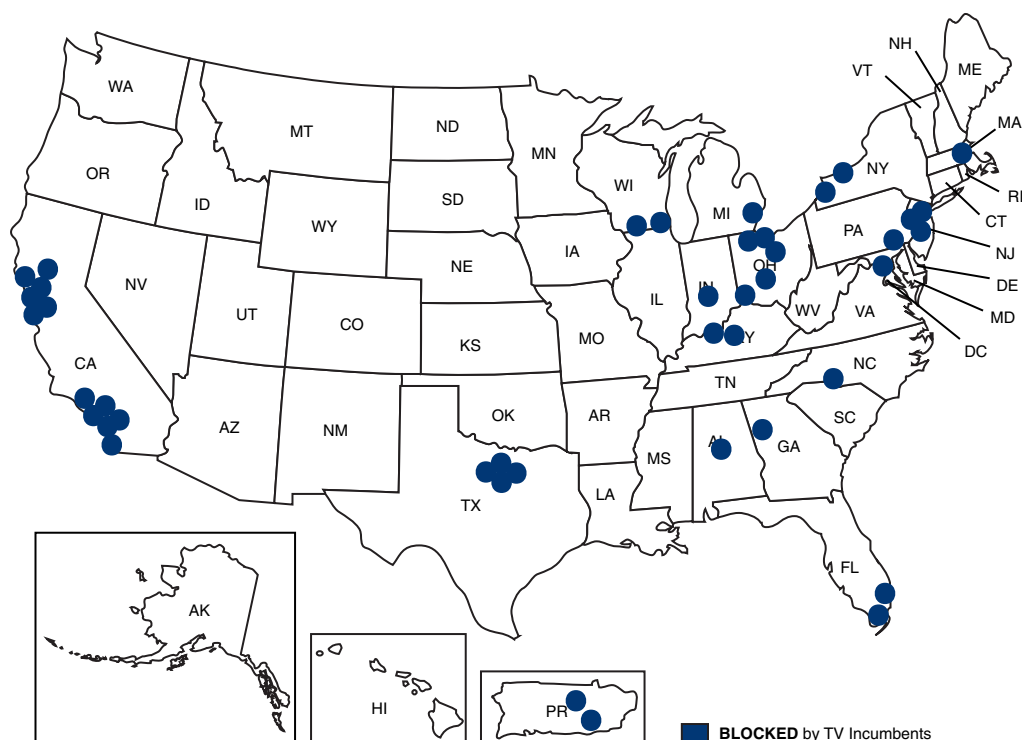 NH
VT
ME
WA
MT
ND
MN
MA
OR
NY
ID
WI
SD
MI
RI
WY
CT
PA
IA
NJ
NE
OH
DE
NV
IL
IN
WV
VA
MD
UT
CO
MO
KY
DC
KS
CA
NC
TN
OK
AR
SC
AZ
NM
AL
GA
MS
LA
TX
FL
AK
HI
PR
BLOCKED by TV Incumbents